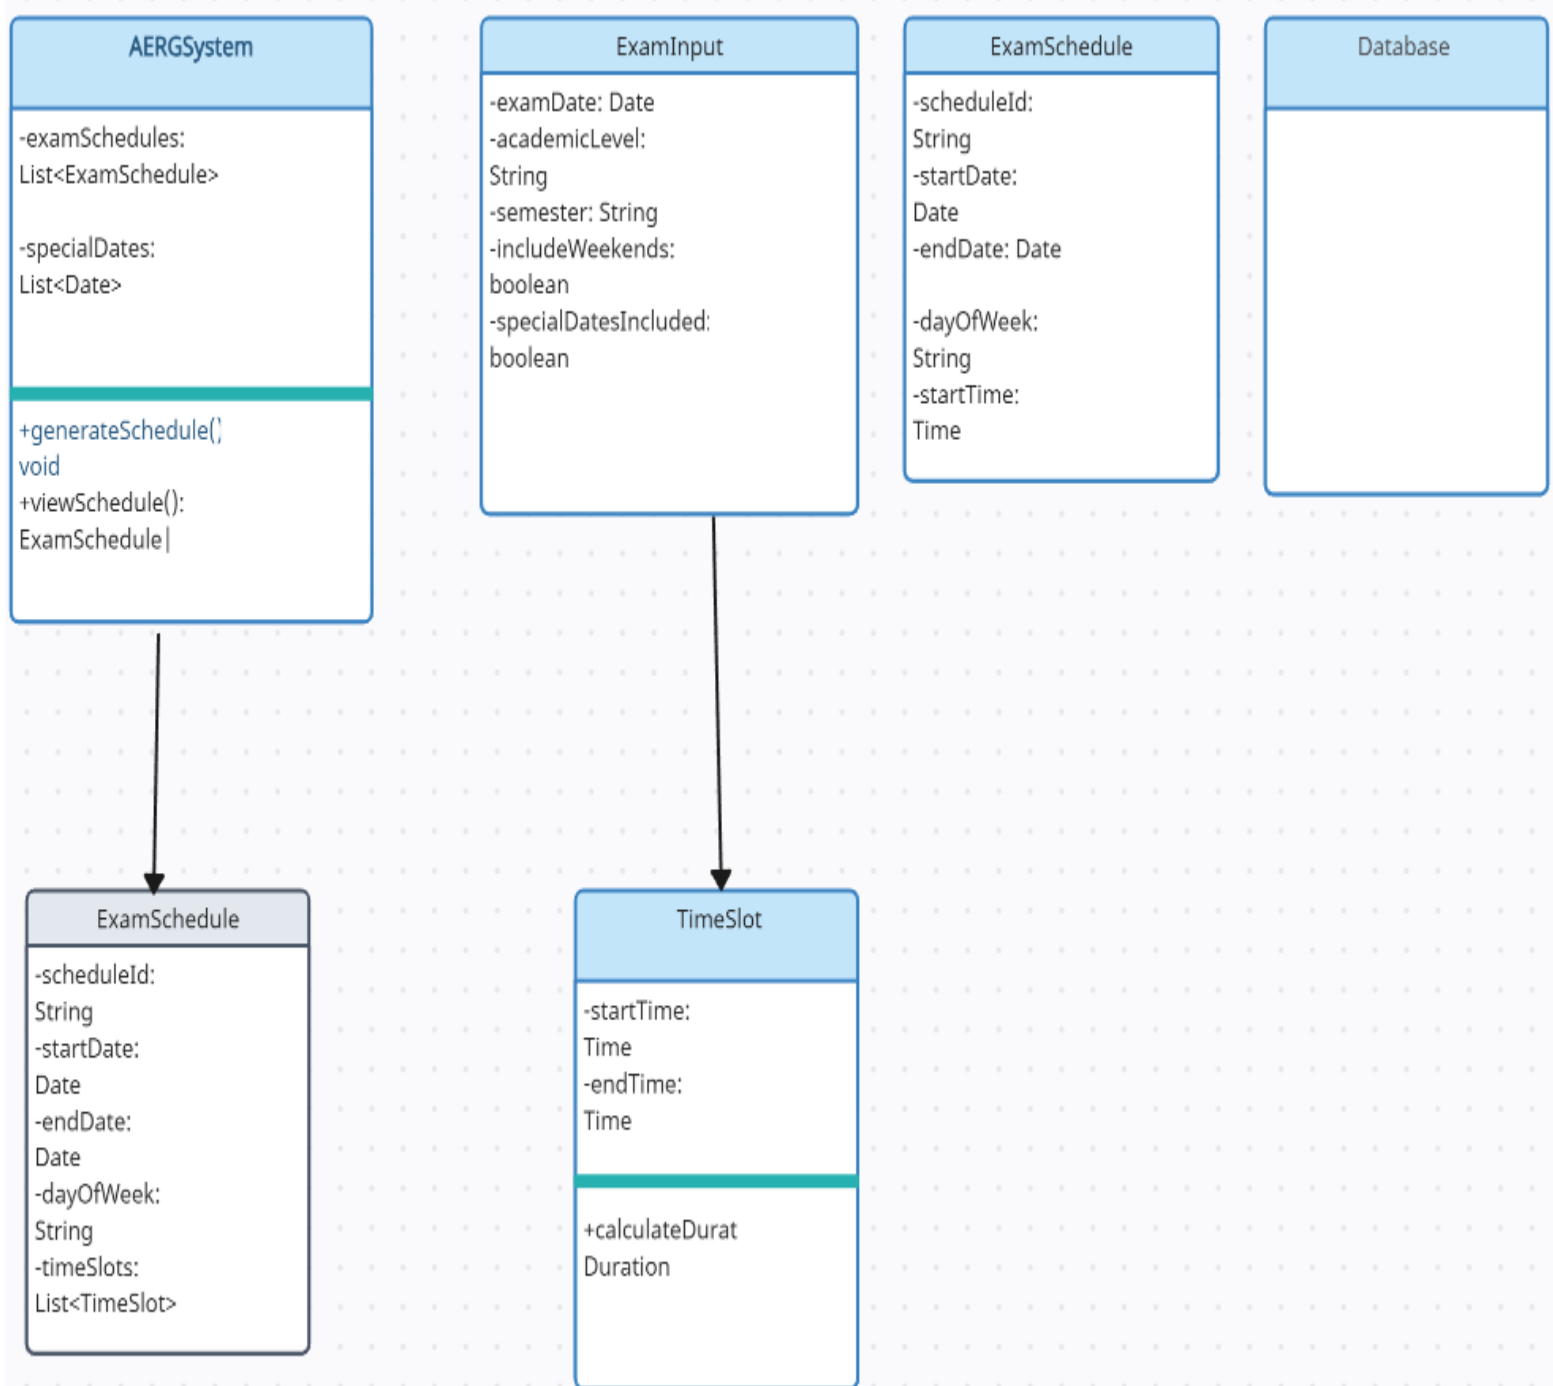 AERGSystem
-examSchedules:
List<ExamSchedule>
-specialDates:
List<Date>
+generateSchedule()
void
+viewSchedule():
ExamSchedule
ExamInput
-examDate: Date
-academicLevel:
String
-semester: String
-includeWeekends:
boolean
-specialDatesIncluded:
boolean
ExamSchedule
-scheduleId:
String
-startDate:
Date
-endDate: Date
-dayOfWeek:
String
-startTime:
Time
Database
ExamSchedule
-scheduleId:
String
-startDate:
Date
-endDate:
Date
-dayOfWeek:
String
-timeSlots:
List<TimeSlot>
TimeSlot
-startTime:
Time
-endTime:
Time
+calculateDurat
Duration